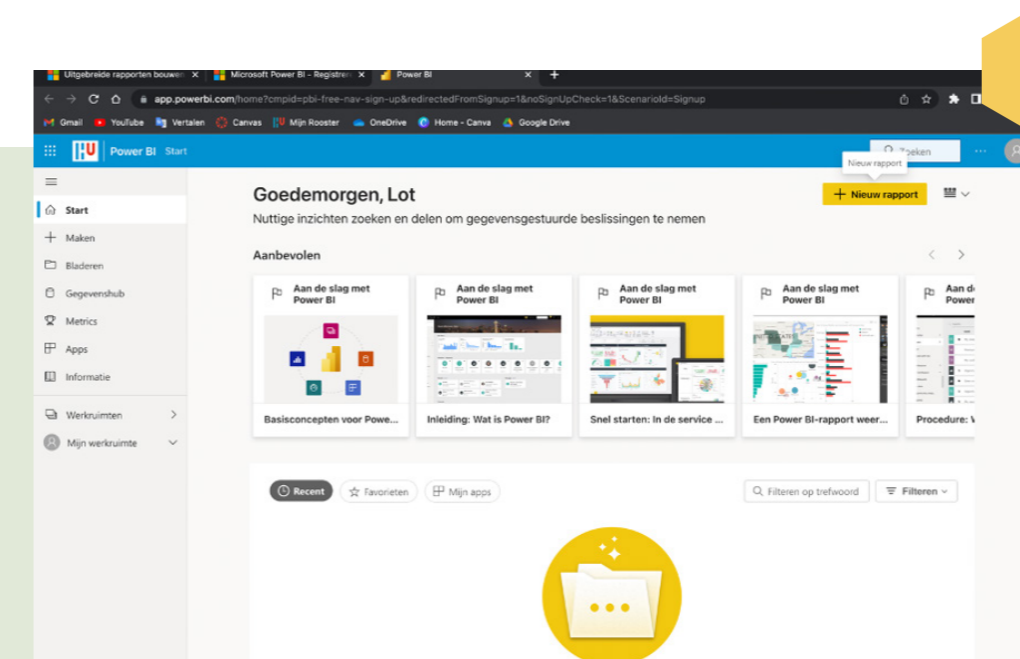 Uitgebreide rapporten bouwen
Microsoft Power BI - Registrer
Power BI
app.powerbi.com/home?cmpid=pbi-free-nav-sign-up&redirectedFromSignup=1&noSignUpCheck=1&ScenarioId=Signup
Gmail YouTube Vertalen Canvas Mijn Rooster OneDrive Home - Canva Google Drive
HU Power BI Start
Zoeken
Nieuw rapport
Start
Maken
Bladeren
Gegevenshub
Metrics
Apps
Informatie
Werkruimten
Mijn werkruimte
Goedemorgen, Lot
+ Nieuw rapport
Nuttige inzichten zoeken en delen om gegevensgestuurde beslissingen te nemen
Aanbevolen
Aan de slag met
Power BI
Basisconcepten voor Powe...
Aan de slag met
Power BI
Inleiding: Wat is Power BI?
Aan de slag met
Power BI
Snel starten: In de service ...
Aan de slag met
Power BI
Een Power BI-rapport weer...
Aan d
Power
Procedure:
Recent Favorieten Mijn apps
Filteren op trefwoord Filteren